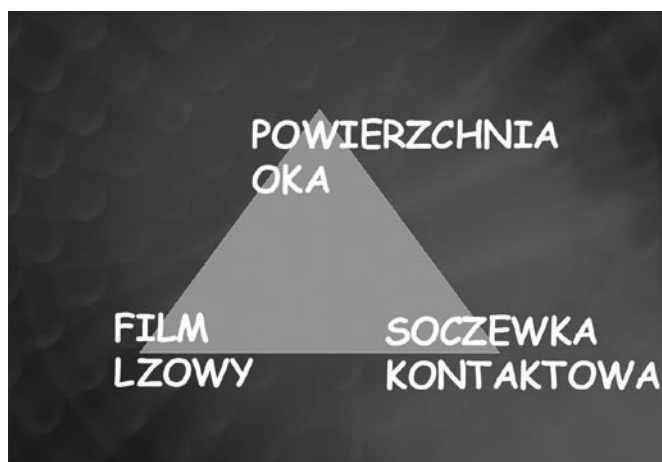 POWIERZCHNIA
OKA
FILM
LZOWY
SOCZEWKA
KONTAKTOWA